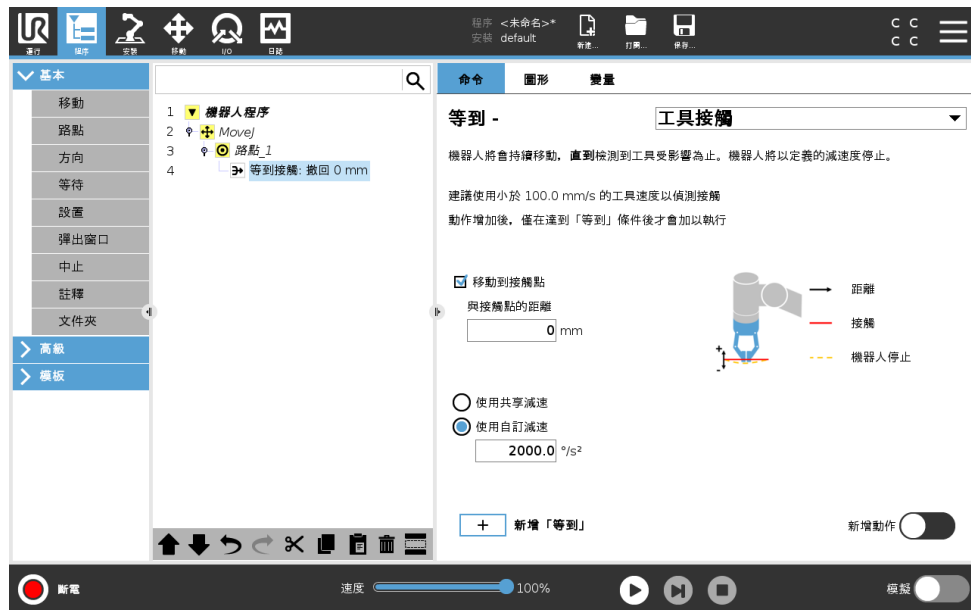 UR
運行
程序
安裝
移動
I/O
日誌
程序 <未命名>*
安裝 default
新建...
打開...
保存...
C C
C C
基本
移動
路點
方向
等待
設置
彈出窗口
中止
註釋
文件夾
高級
模板
1 機器人程序
2 MoveJ
3 路點_1
4 等到接觸: 撤回 0 mm
命令
圖形
變量
等到 -
工具接觸
機器人將會持續移動，直到檢測到工具受影響為止。機器人將以定義的減速度停止。
建議使用小於 100.0 mm/s 的工具速度以偵測接觸
動作增加後，僅在達到「等到」條件後才會加以執行
移動到接觸點
與接觸點的距離
0 mm
距離
接觸
機器人停止
+
-
使用共享減速
使用自訂減速
2000.0 °/s²
+ 新增「等到」
新增動作
斷電
速度 100%
模擬